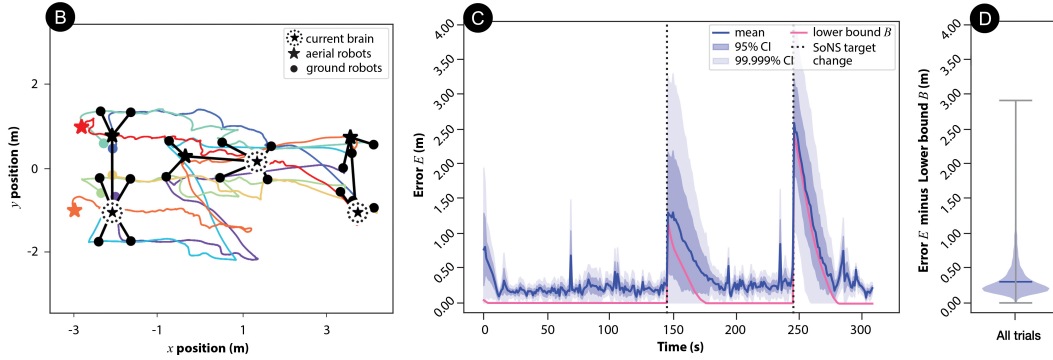 B
current brain
aerial robots
ground robots
2
0
-2
y position (m)
-3
-1
1
3
x position (m)
C
mean
95% CI
99.999% CI
lower bound B
SoNS target
change
4.00
3.50
3.00
2.50
2.00
1.50
1.00
0.50
0.00
Error E (m)
0
50
100
150
200
250
300
Time (s)
D
4.00
3.50
3.00
2.50
2.00
1.50
1.00
0.50
0.00
Error E minus Lower bound B (m)
All trials